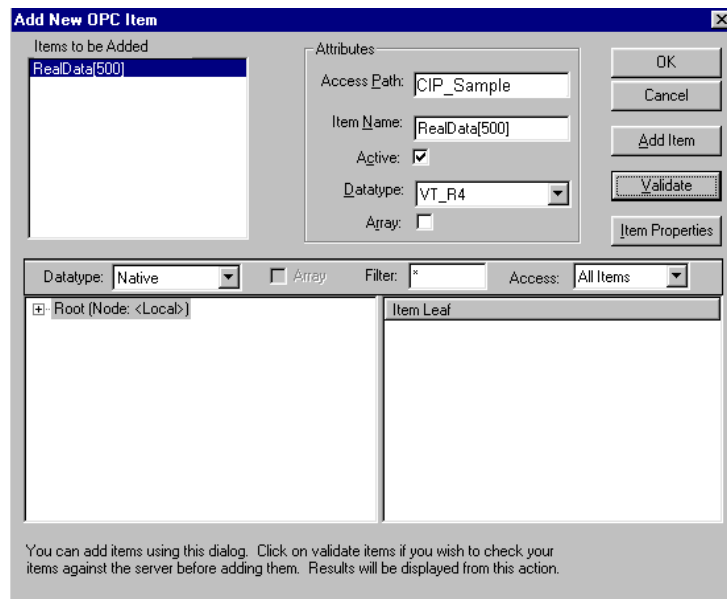 Add New OPC Item
Items to be Added
RealData[500]
Attributes
Access Path: CIP_Sample
Item Name: RealData[500]
Active:
Datatype: VT_R4
Array:
OK
Cancel
Add Item
Validate
Item Properties
Datatype: Native Array Filter: * Access: All Items
Root (Node: <Local>)
Item Leaf
You can add items using this dialog. Click on validate items if you wish to check your
items against the server before adding them. Results will be displayed from this action.